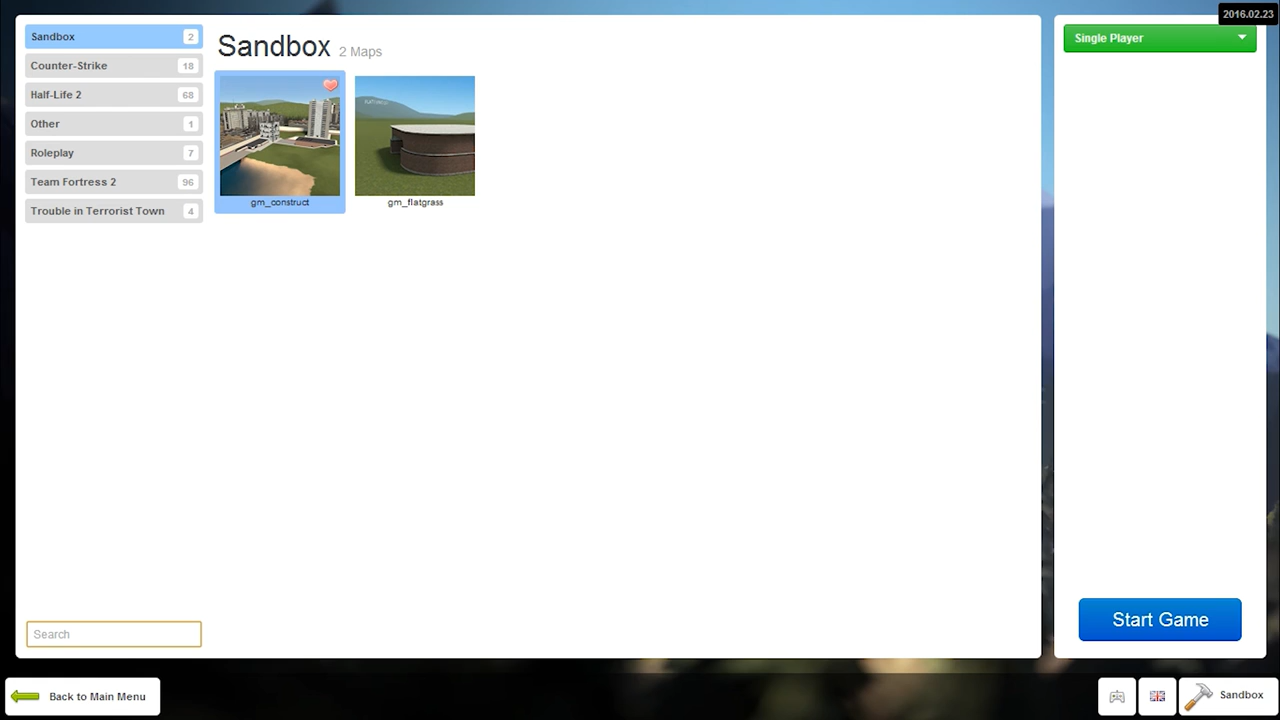 2016.02.23
Sandbox 2
Counter-Strike 18
Half-Life 2 68
Other 1
Roleplay 7
Team Fortress 2 96
Trouble in Terrorist Town 4
Search
Sandbox 2 Maps
gm_construct
gm_flatgrass
Single Player
Start Game
Back to Main Menu
Sandbox